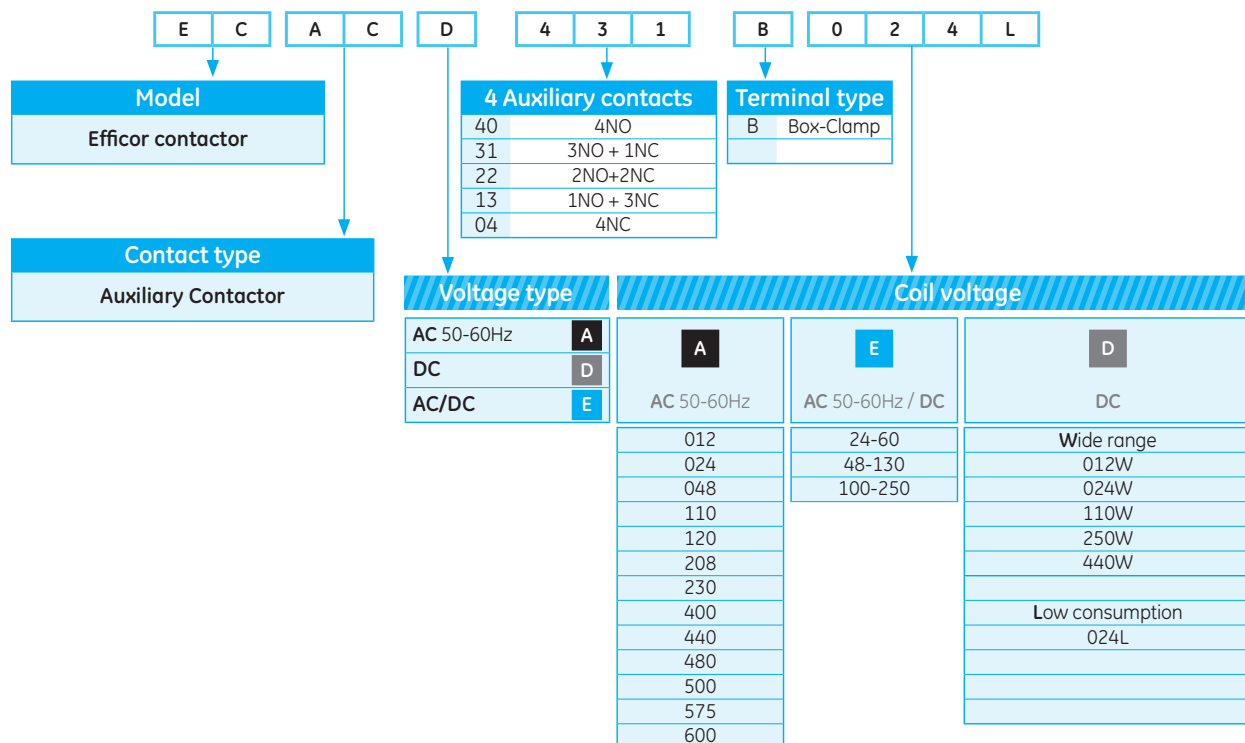 E C A C D 4 3 1 B 0 2 4 L
Model
Efficor contactor
4 Auxiliary contacts
40 4NO
31 3NO + 1NC
22 2NO+2NC
13 1NO + 3NC
04 4NC
Terminal type
B Box-Clamp
Contact type
Auxiliary Contactor
Voltage type
AC 50-60Hz A
DC D
AC/DC E
Coil voltage
A
AC 50-60Hz
012
024
048
110
120
208
230
400
440
480
500
575
600
E
AC 50-60Hz / DC
24-60
48-130
100-250
D
DC
Wide range
012W
024W
110W
250W
440W
Low consumption
024L